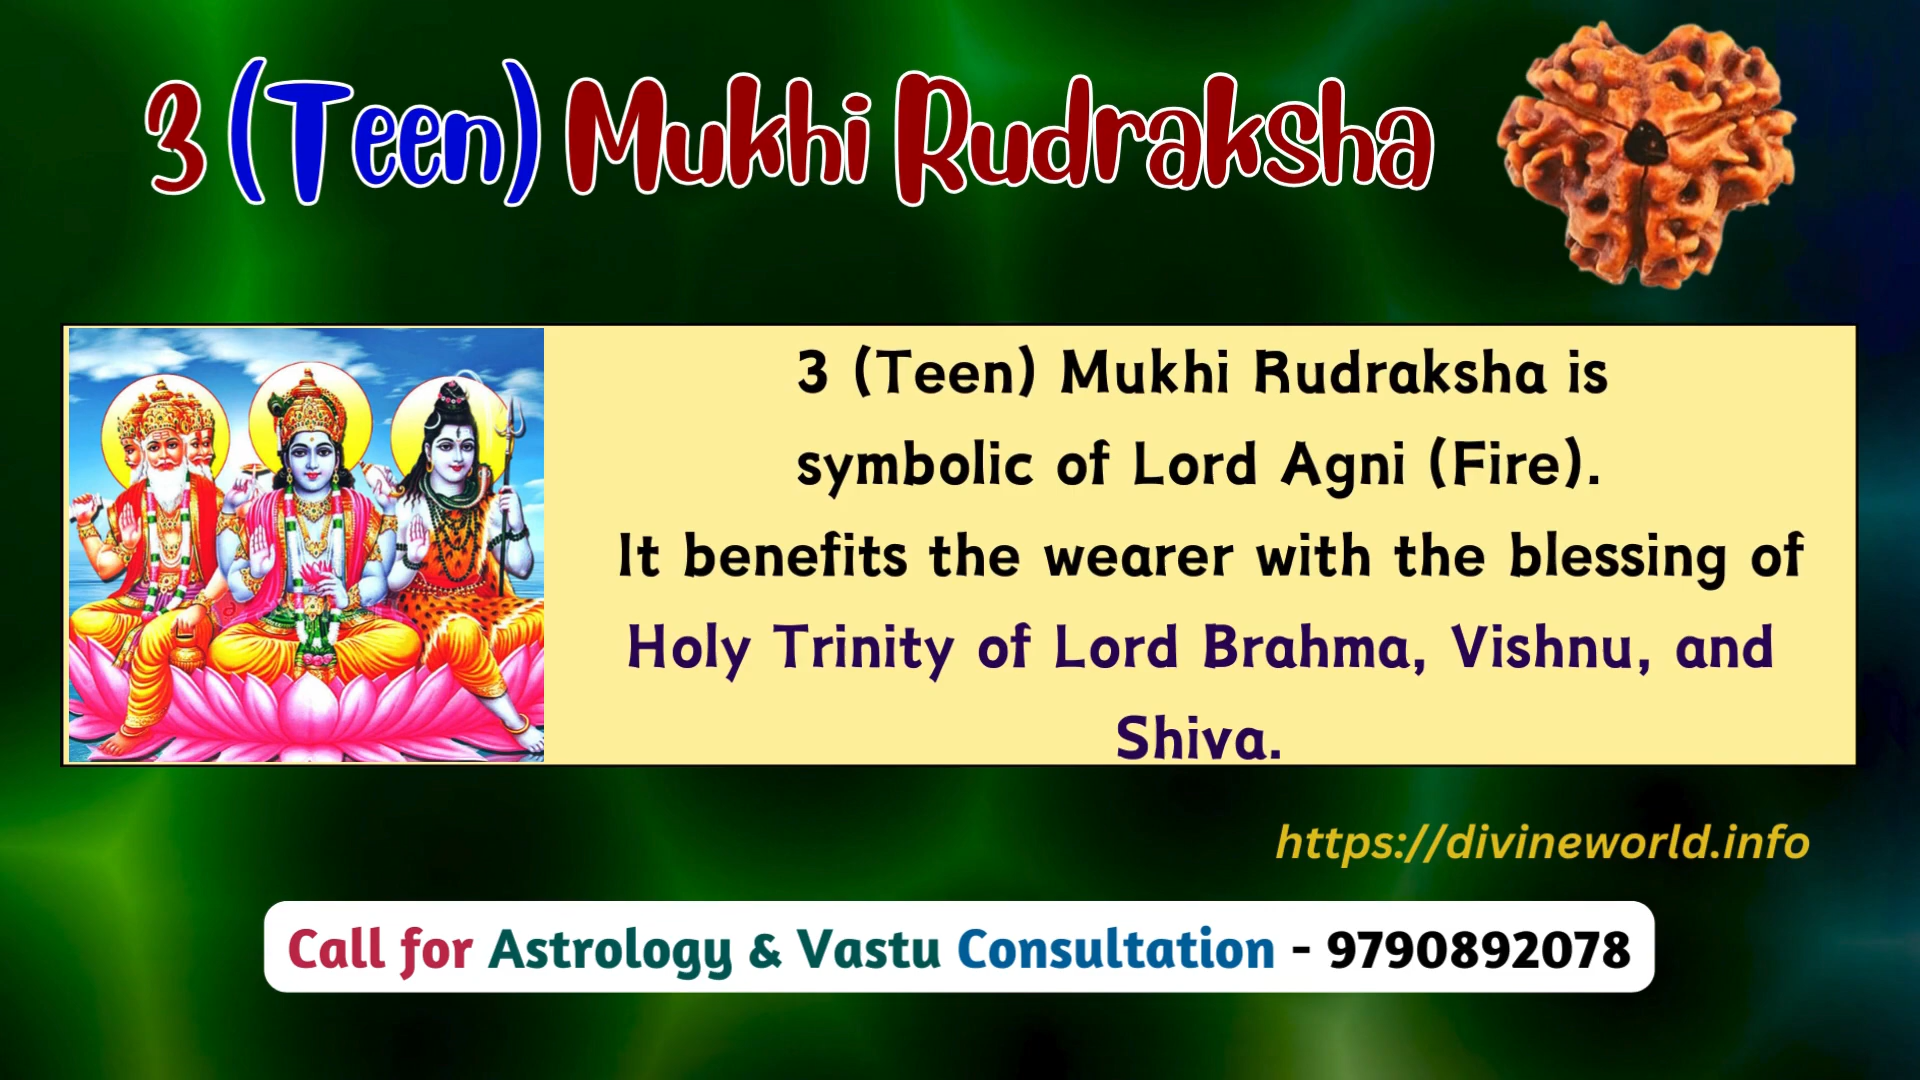 3 (Teen) Mukhi Rudraksha
3 (Teen) Mukhi Rudraksha is
symbolic of Lord Agni (Fire).
It benefits the wearer with the blessing of
Holy Trinity of Lord Brahma, Vishnu, and
Shiva.
https://divineworld.info
Call for Astrology & Vastu Consultation - 9790892078